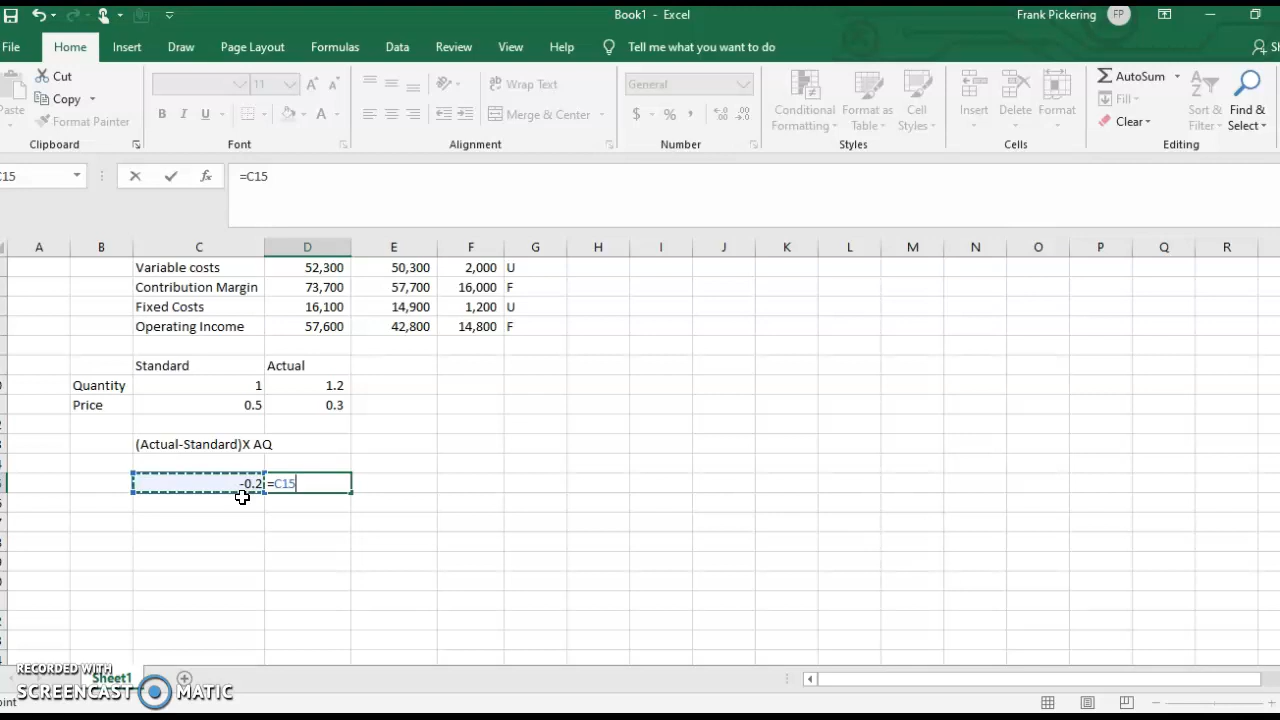 Book1 - Excel
Frank Pickering
FP
File Home Insert Draw Page Layout Formulas Data Review View Help Tell me what you want to do
Cut
Copy
Format Painter
Clipboard
11
B I U
A
Font
Wrap Text
Merge & Center
Alignment
General
$ %
Number
Conditional Formatting
Format as Table
Cell Styles
Styles
Insert
Delete
Format
Cells
AutoSum
Fill
Clear
Sort & Filter
Find & Select
Editing
C15
fx
=C15
A B C D E F G H I J K L M N O P Q R
Variable costs 52,300 50,300 2,000 U
Contribution Margin 73,700 57,700 16,000 F
Fixed Costs 16,100 14,900 1,200 U
Operating Income 57,600 42,800 14,800 F
Standard Actual
Quantity 1 1.2
Price 0.5 0.3
(Actual-Standard)X AQ
-0.2 =C15
Sheet1
RECORDED WITH
SCREENCAST MATIC